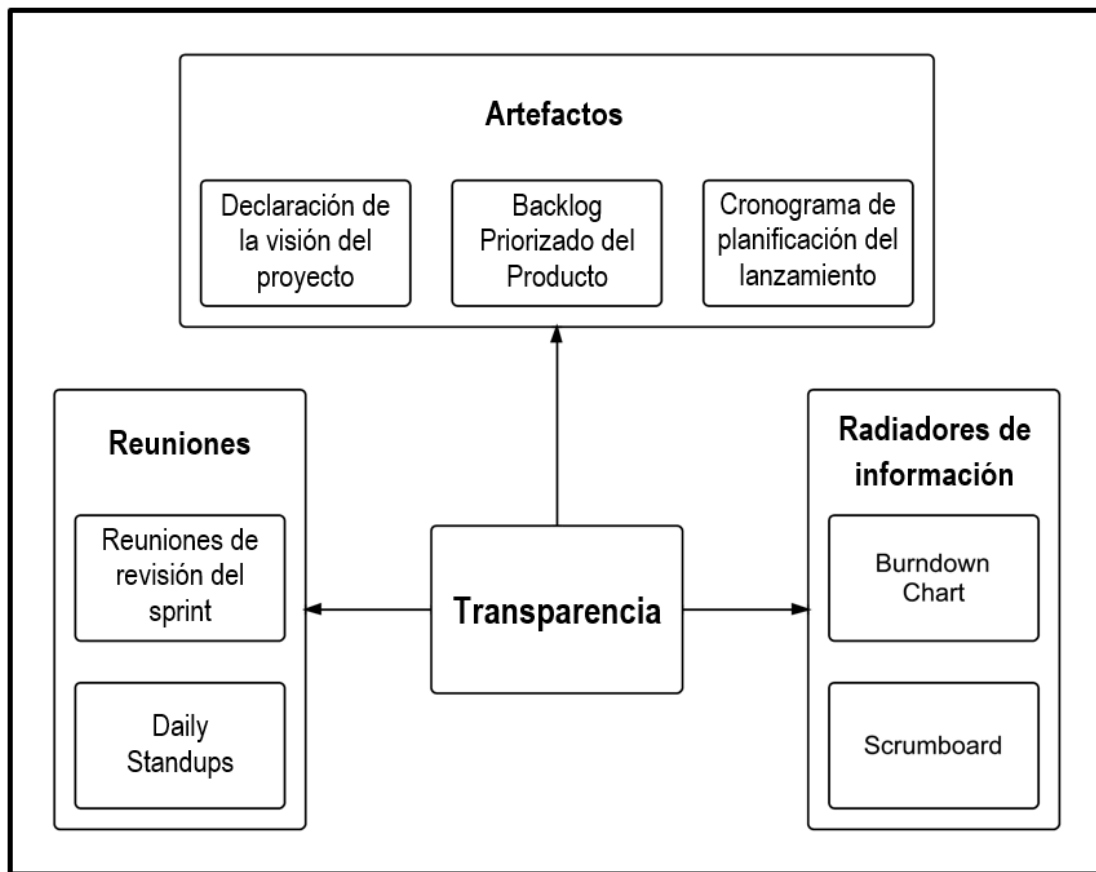 Artefactos
Declaración de
la visión del
proyecto
Backlog
Priorizado del
Producto
Cronograma de
planificación del
lanzamiento
Reuniones
Reuniones de
revisión del
sprint
Daily
Standups
Transparencia
Radiadores de
información
Burndown
Chart
Scrumboard